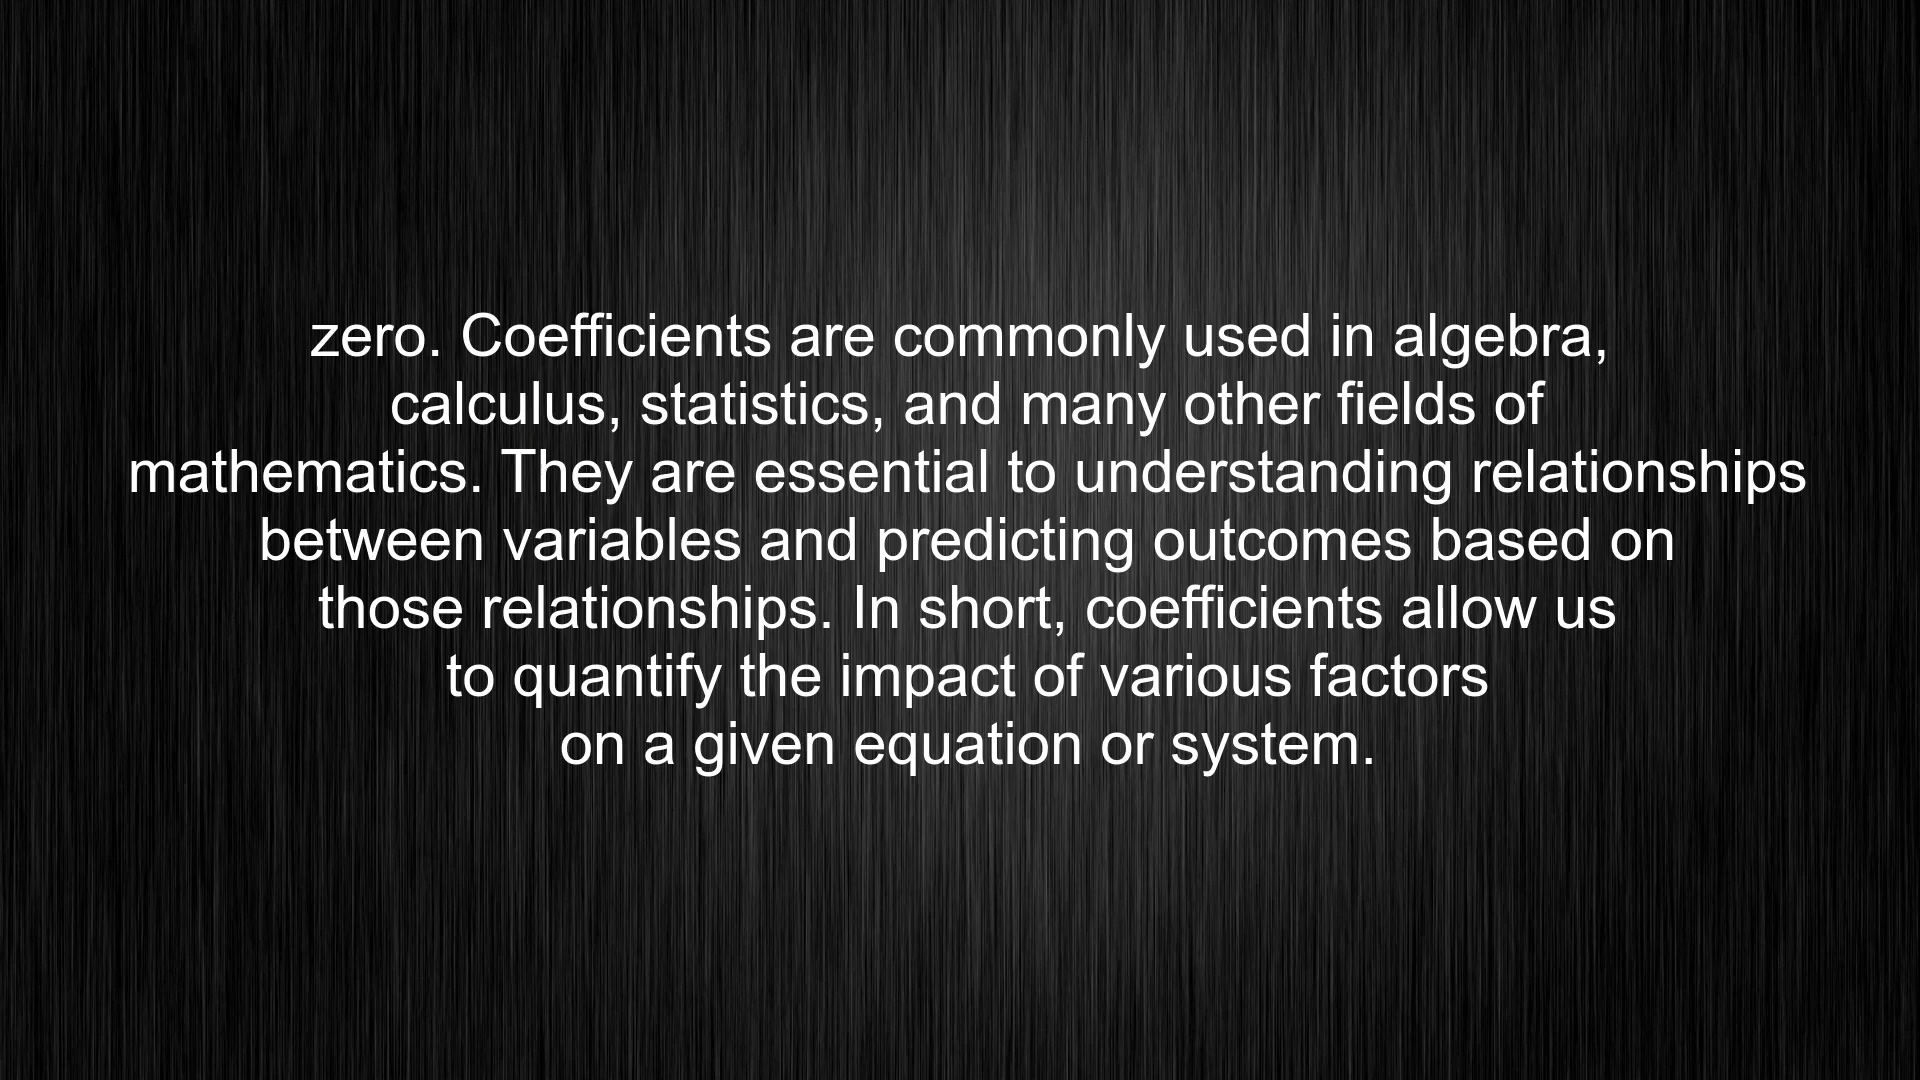 zero. Coefficients are commonly used in algebra,
calculus, statistics, and many other fields of
mathematics. They are essential to understanding relationships
between variables and predicting outcomes based on
those relationships. In short, coefficients allow us
to quantify the impact of various factors
on a given equation or system.